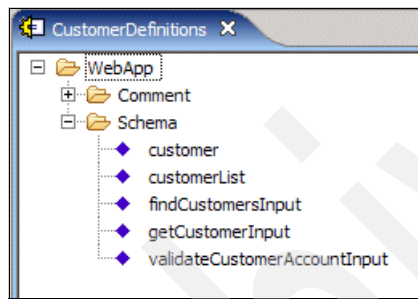 CustomerDefinitions
WebApp
Comment
Schema
customer
customerList
findCustomersInput
getCustomerInput
validateCustomerAccountInput